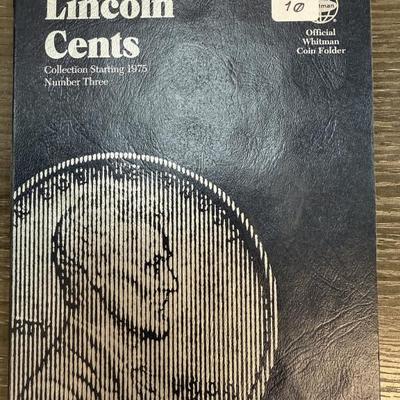 Lincoln
Cents
Collection Starting 1975
Number Three
10
Official
Whitman
Coin Folder